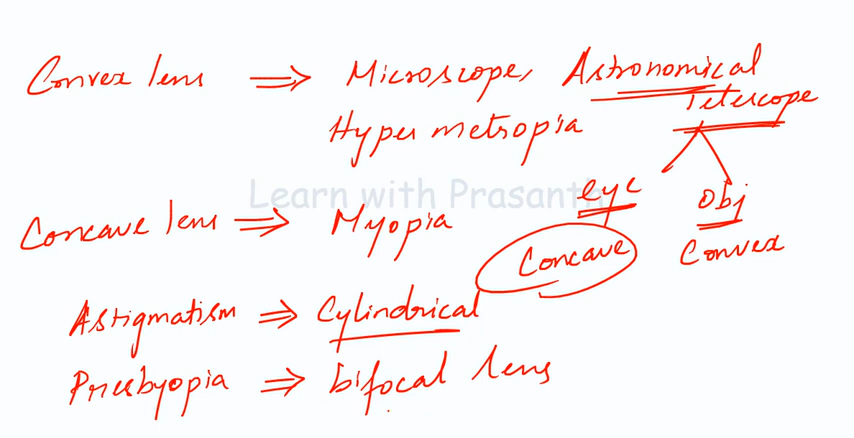 Convex lens ⇒ Microscope, Astronomical
Telescope
Hypermetropia
Learn with Prasanth
eye obj
Concave lens ⇒ Myopia
Concave Convex
Astigmatism ⇒ Cylindrical
Presbyopia ⇒ bifocal lens